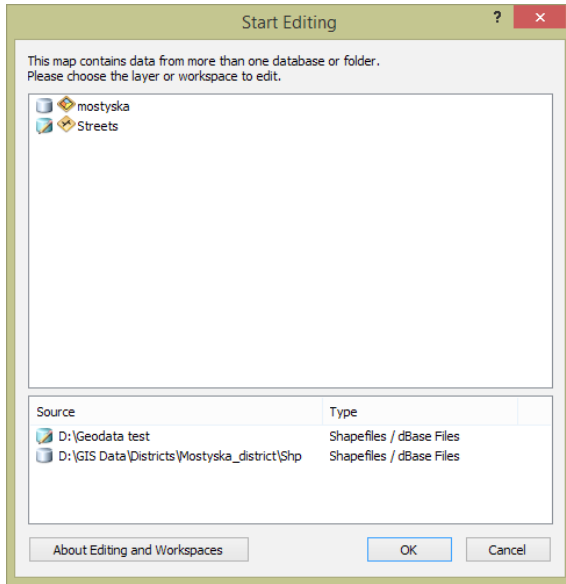 Start Editing
?
This map contains data from more than one database or folder.
Please choose the layer or workspace to edit.
mostyska
Streets
Source Type
D:\Geodata test Shapefiles / dBase Files
D:\GIS Data\Districts\Mostyska_district\Shp Shapefiles / dBase Files
About Editing and Workspaces OK Cancel